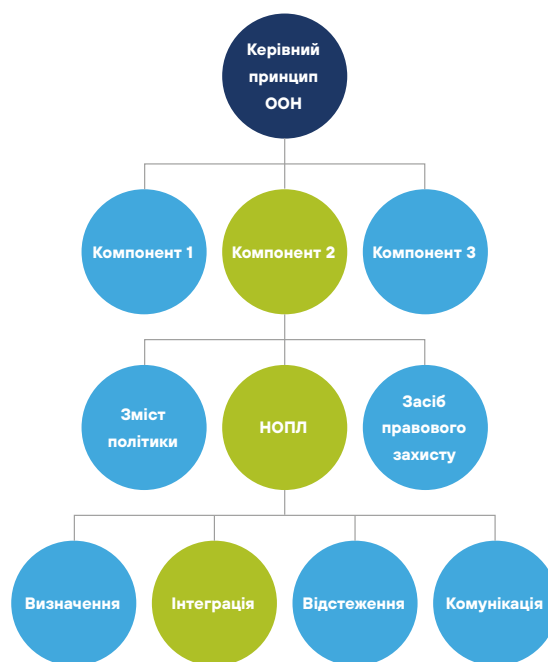 Керівний
принцип
ООН
Компонент 1
Компонент 2
Компонент 3
Зміст
політики
НОПЛ
Засіб
правового
захисту
Визначення
Інтеграція
Відстеження
Комунікація